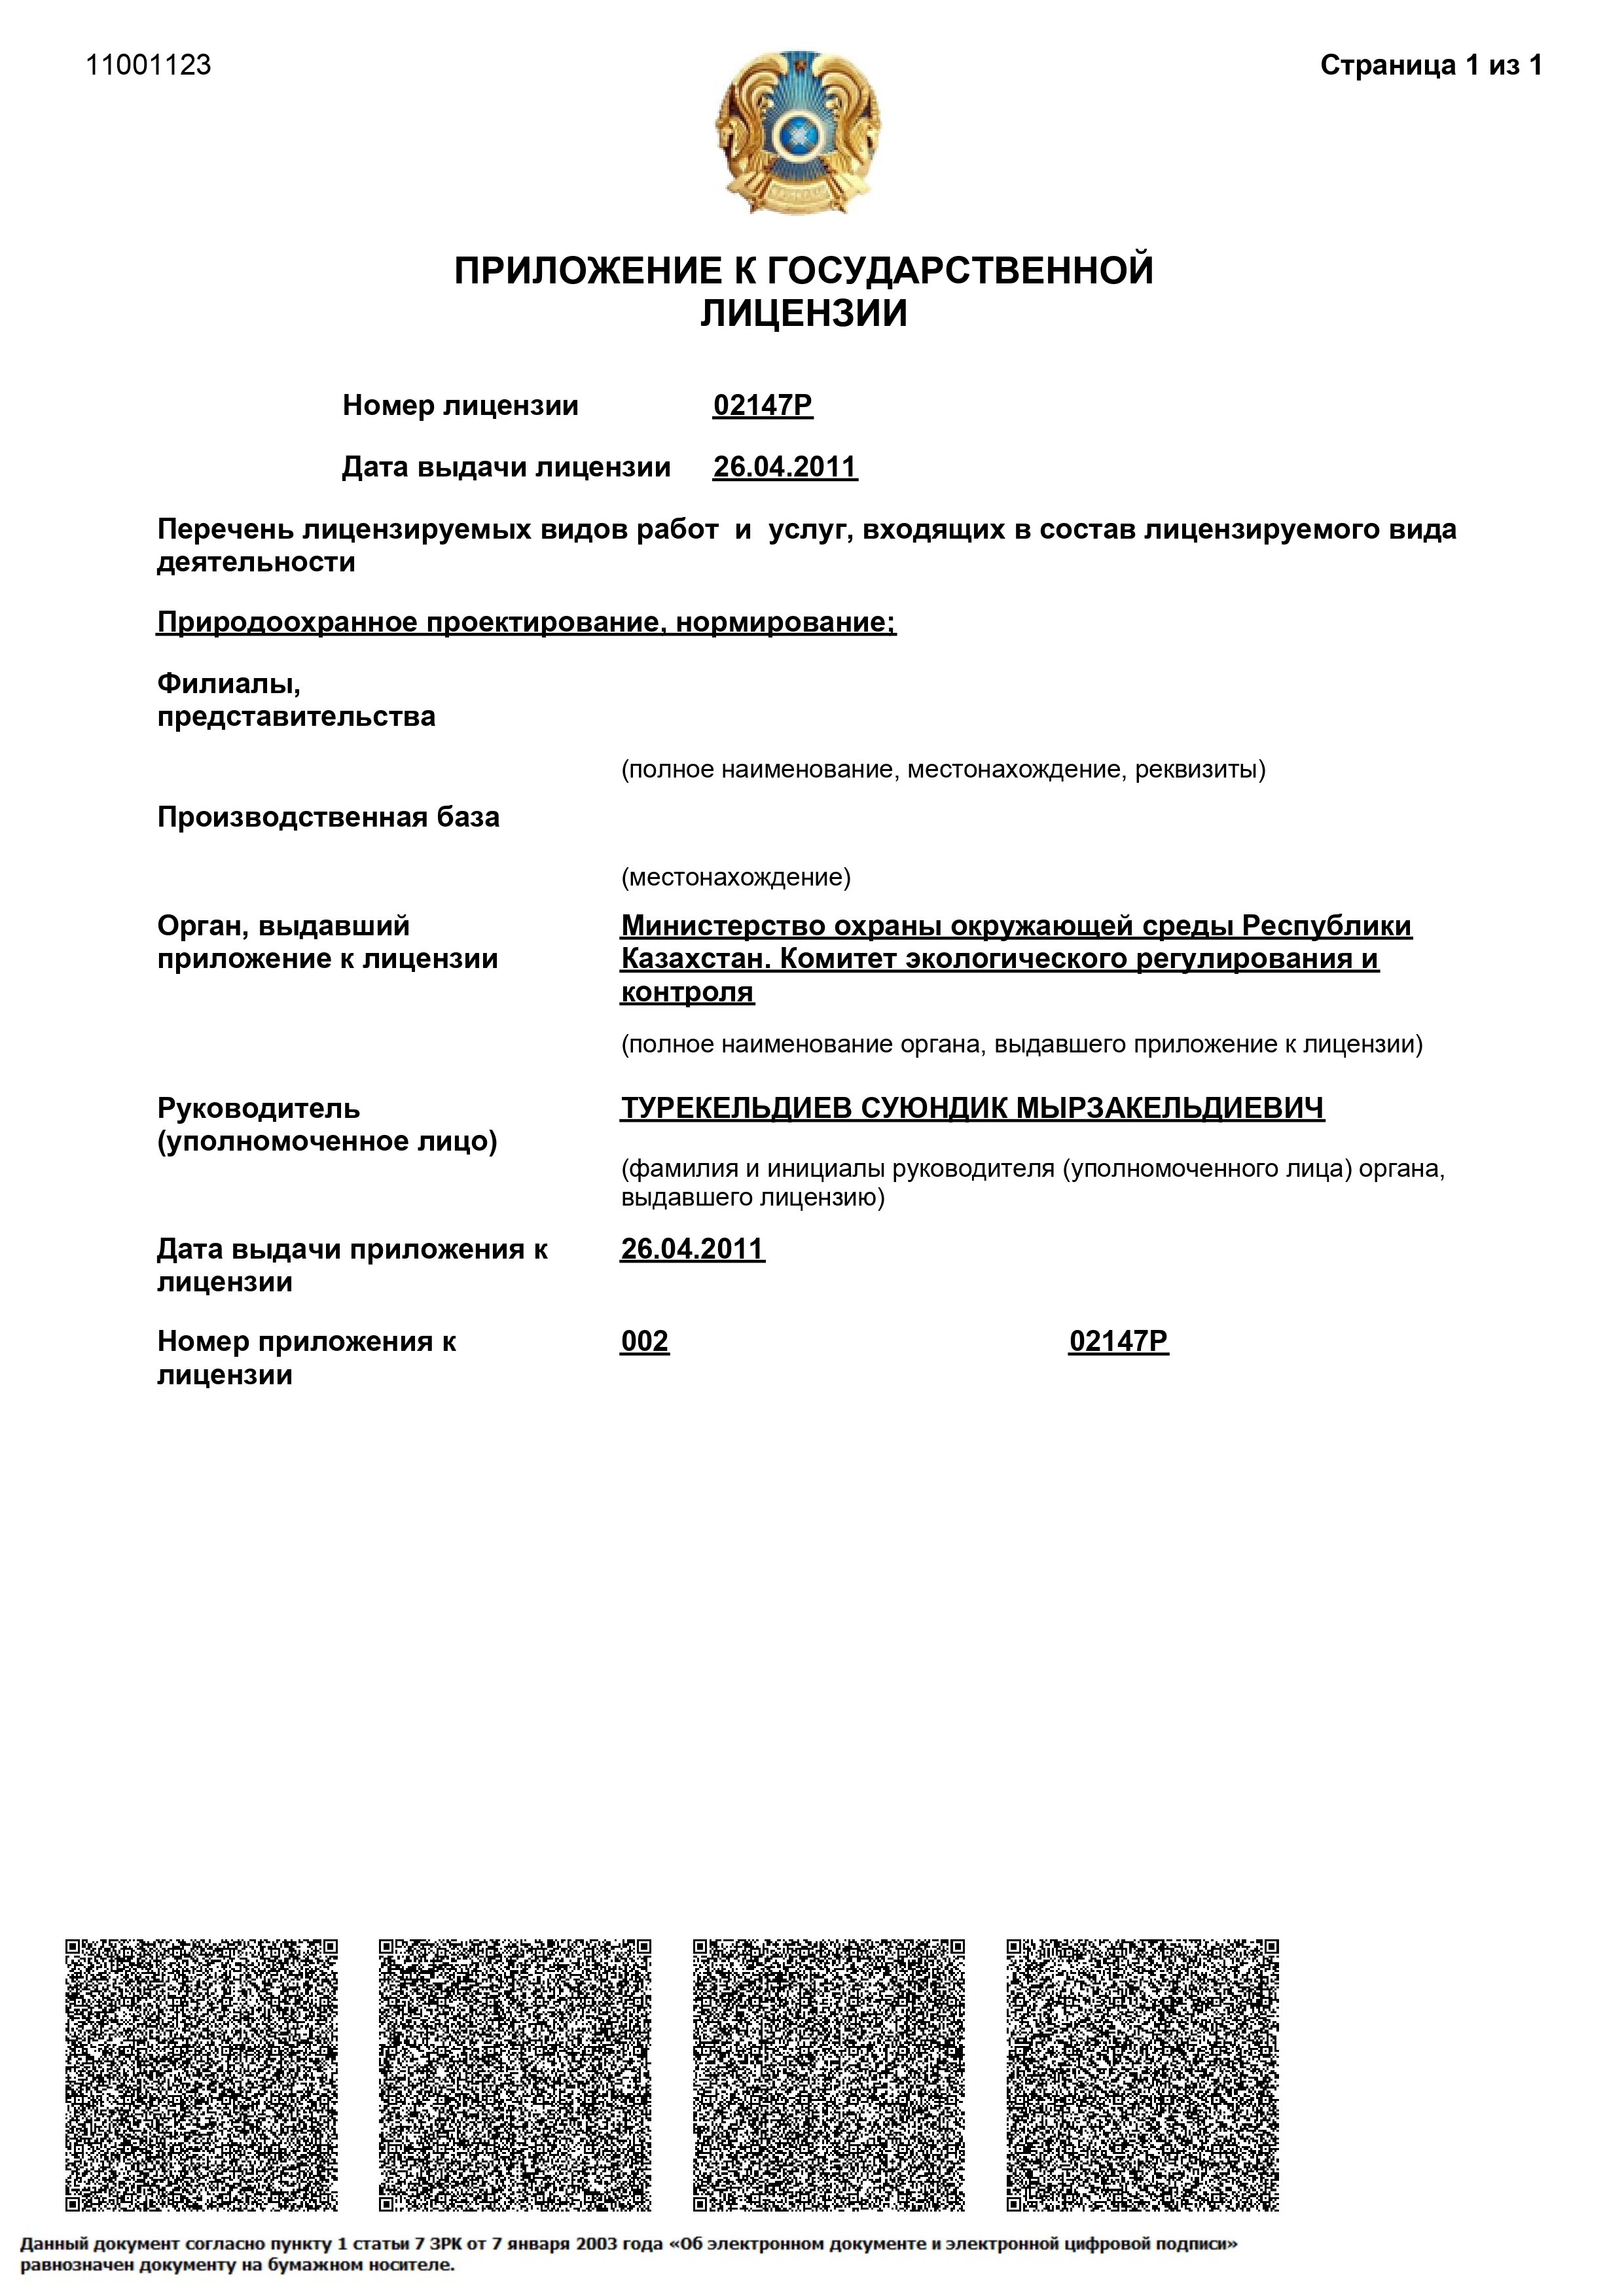 11001123
Страница 1 из 1
ПРИЛОЖЕНИЕ К ГОСУДАРСТВЕННОЙ
ЛИЦЕНЗИИ
Номер лицензии 02147Р
Дата выдачи лицензии 26.04.2011
Перечень лицензируемых видов работ и услуг, входящих в состав лицензируемого вида
деятельности
Природоохранное проектирование, нормирование;
Филиалы,
представительства
(полное наименование, местонахождение, реквизиты)
Производственная база
(местонахождение)
Орган, выдавший
приложение к лицензии
Министерство охраны окружающей среды Республики
Казахстан. Комитет экологического регулирования и
контроля
(полное наименование органа, выдавшего приложение к лицензии)
Руководитель
(уполномоченное лицо)
ТУРЕКЕЛЬДИЕВ СУЮНДИК МЫРЗАКЕЛЬДИЕВИЧ
(фамилия и инициалы руководителя (уполномоченного лица) органа,
выдавшего лицензию)
Дата выдачи приложения к
лицензии
26.04.2011
Номер приложения к
лицензии
002 02147Р
Данный документ согласно пункту 1 статьи 7 ЗРК от 7 января 2003 года «Об электронном документе и электронной цифровой подписи»
равнозначен документу на бумажном носителе.